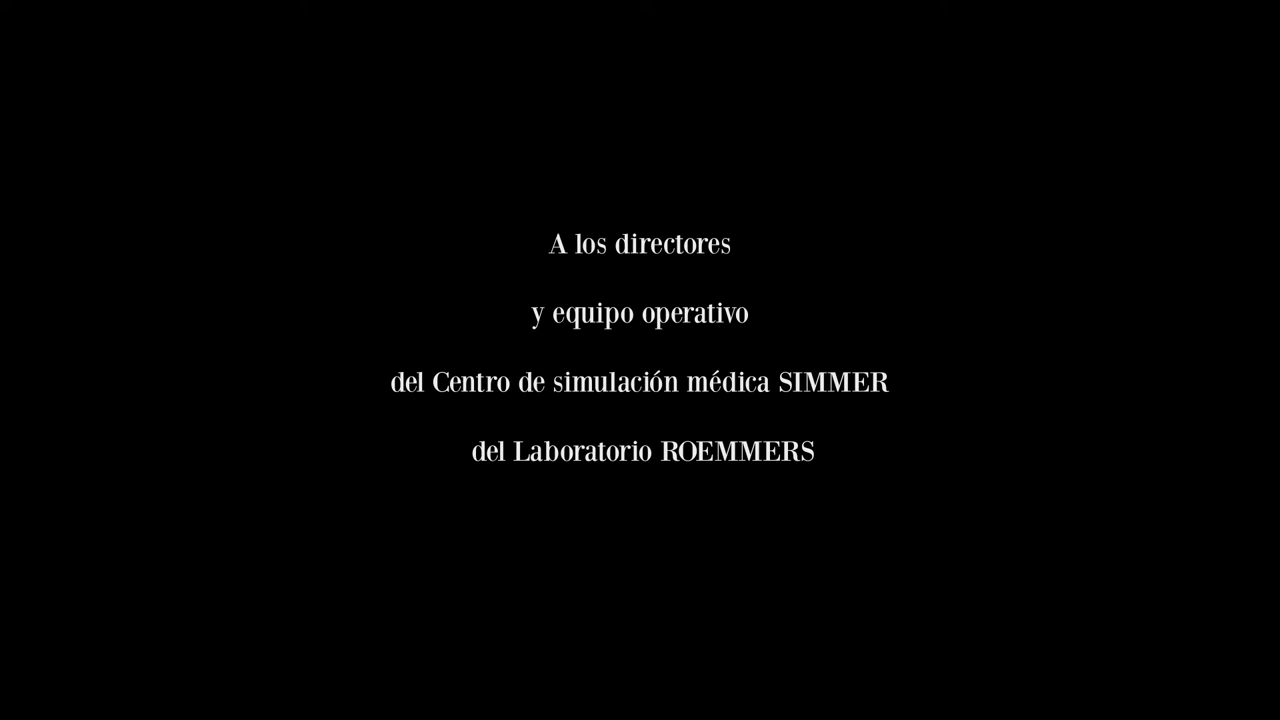 A los directores
y equipo operativo
del Centro de simulación médica SIMMER
del Laboratorio ROEMMERS